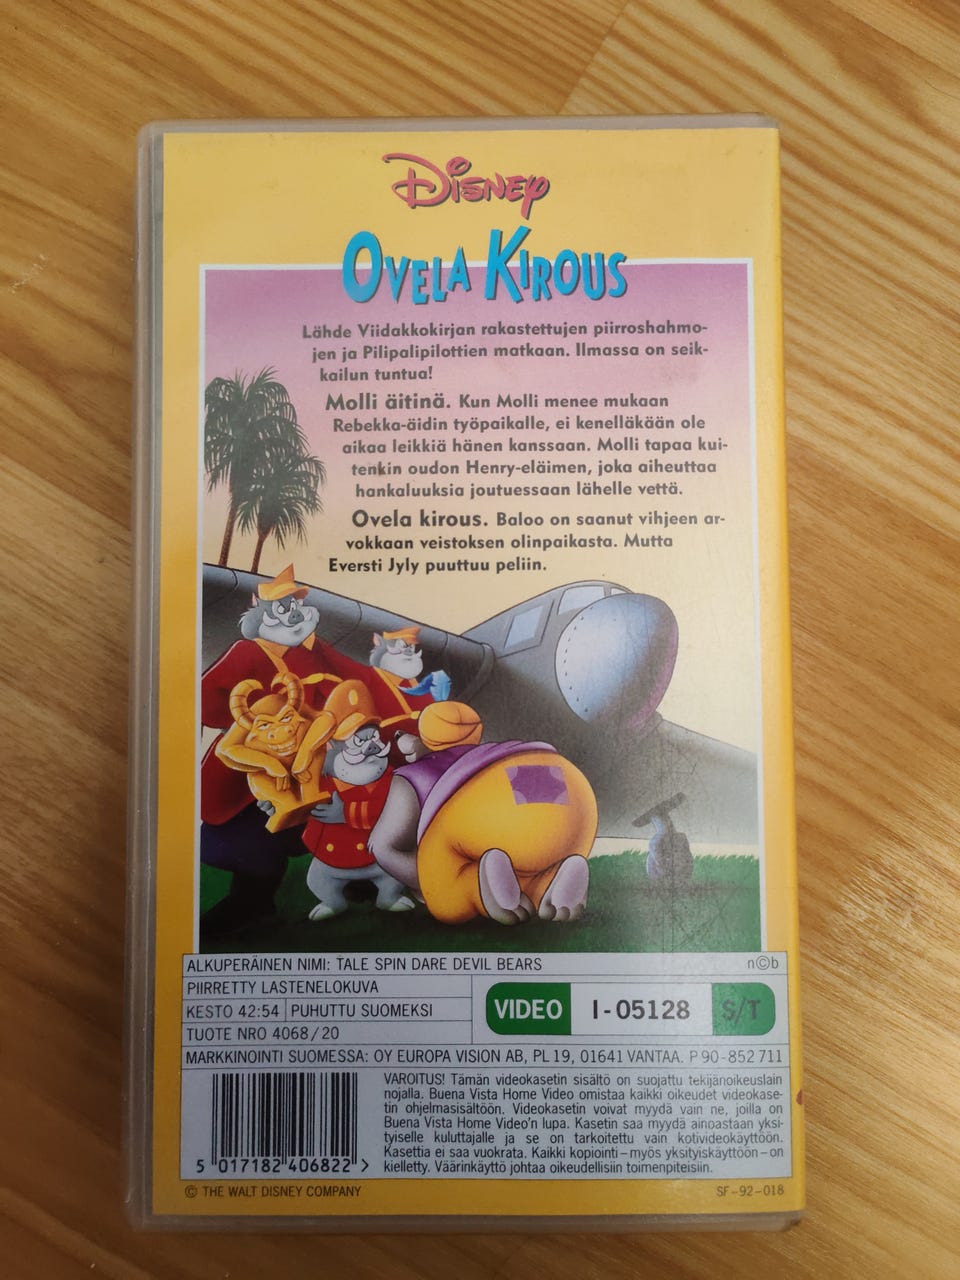 Disney
OVELA KIROUS
Lähde Viidakkokirjan rakastettujen piirroshahmo-
jen ja Pilipalipilottien matkaan. Ilmassa on seik-
kailun tuntua!
Molli äitinä. Kun Molli menee mukaan
Rebekka-äidin työpaikalle, ei kenelläkään ole
aikaa leikkiä hänen kanssaan. Molli tapaa kui-
tenkin oudon Henry-eläimen, joka aiheuttaa
hankaluuksia joutuessaan lähelle vettä.
Ovela kirous. Baloo on saanut vihjeen ar-
vokkaan veistoksen olinpaikasta. Mutta
Eversti Jyly puuttuu peliin.
ALKUPERÄINEN NIMI: TALE SPIN DARE DEVIL BEARS
n©b
PIIRRETTY LASTENELOKUVA
KESTO 42:54 PUHUTTU SUOMEKSI
TUOTE NRO 4068/20
VIDEO I-05128 S/T
MARKKINOINTI SUOMESSA: OY EUROPA VISION AB, PL 19, 01641 VANTAA. P 90-852 711
VAROITUS! Tämän videokasetin sisältö on suojattu tekijänoikeuslain
nojalla. Buena Vista Home Video omistaa kaikki oikeudet videokase-
tin ohjelmasisältöön. Videokasetin voivat myydä vain ne, joilla on
Buena Vista Home Video'n lupa. Kasetin saa myydä ainoastaan yksi-
tyiselle kuluttajalle ja se on tarkoitettu vain kotivideokäyttöön.
Kasettia ei saa vuokrata. Kaikki kopiointi – myös yksityiskäyttöön – on
kielletty. Väärinkäyttö johtaa oikeudellisiin toimenpiteisiin.
5 017182 406822 >
© THE WALT DISNEY COMPANY
SF-92-018